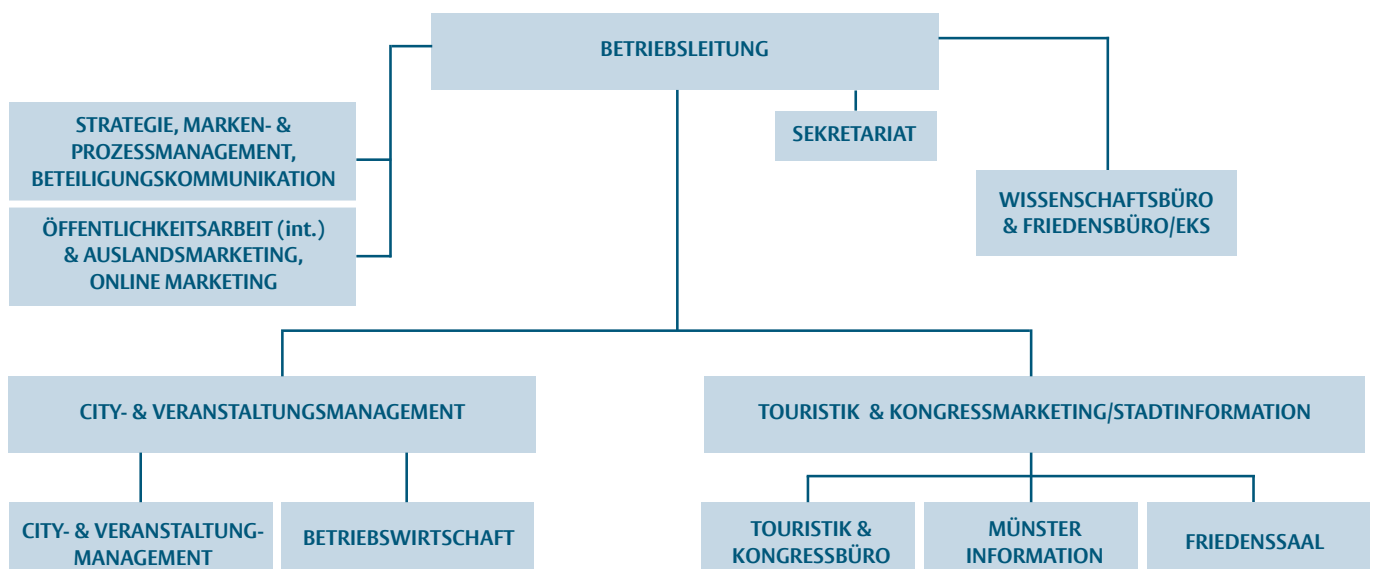 BETRIEBSLEITUNG
STRATEGIE, MARKEN- &
PROZESSMANAGEMENT,
BETEILIGUNGSKOMMUNIKATION
SEKRETARIAT
WISSENSCHAFTSBÜRO
& FRIEDENSBÜRO/EKS
ÖFFENTLICHKEITSARBEIT (int.)
& AUSLANDSMARKETING,
ONLINE MARKETING
CITY- & VERANSTALTUNGSMANAGEMENT
TOURISTIK & KONGRESSMARKETING/STADTINFORMATION
CITY- & VERANSTALTUNG-
MANAGEMENT
BETRIEBSWIRTSCHAFT
TOURISTIK &
KONGRESSBÜRO
MÜNSTER
INFORMATION
FRIEDENSSAAL